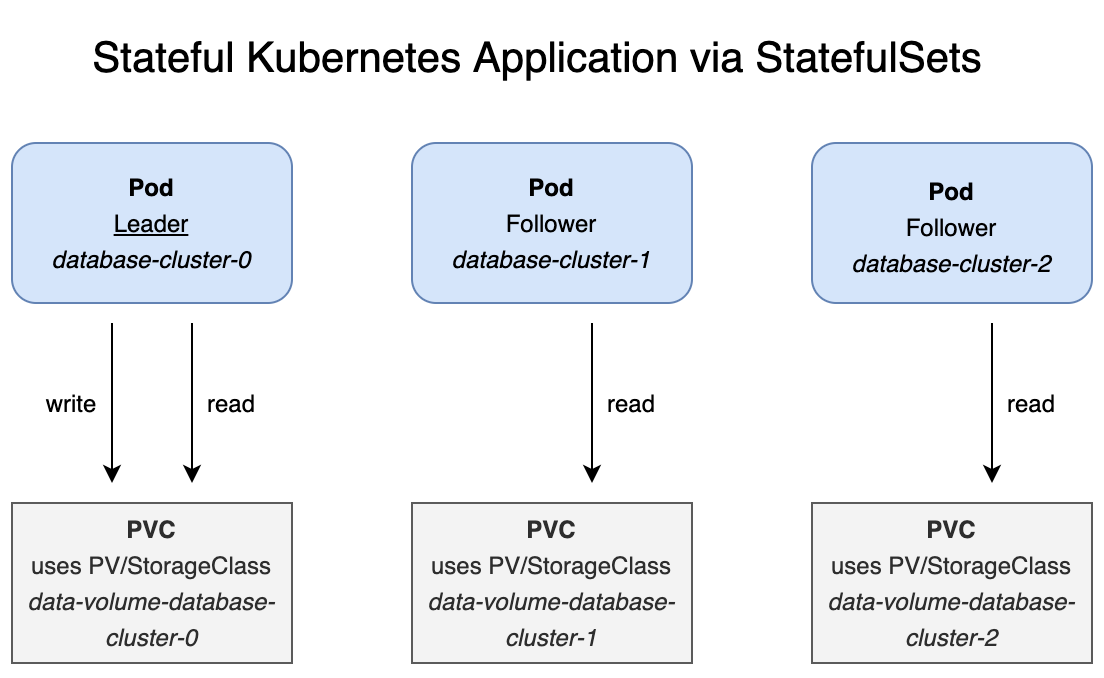 Stateful Kubernetes Application via StatefulSets
Pod
Leader
database-cluster-0
Pod
Follower
database-cluster-1
Pod
Follower
database-cluster-2
write
read
read
read
PVC
uses PV/StorageClass
data-volume-database-
cluster-0
PVC
uses PV/StorageClass
data-volume-database-
cluster-1
PVC
uses PV/StorageClass
data-volume-database-
cluster-2